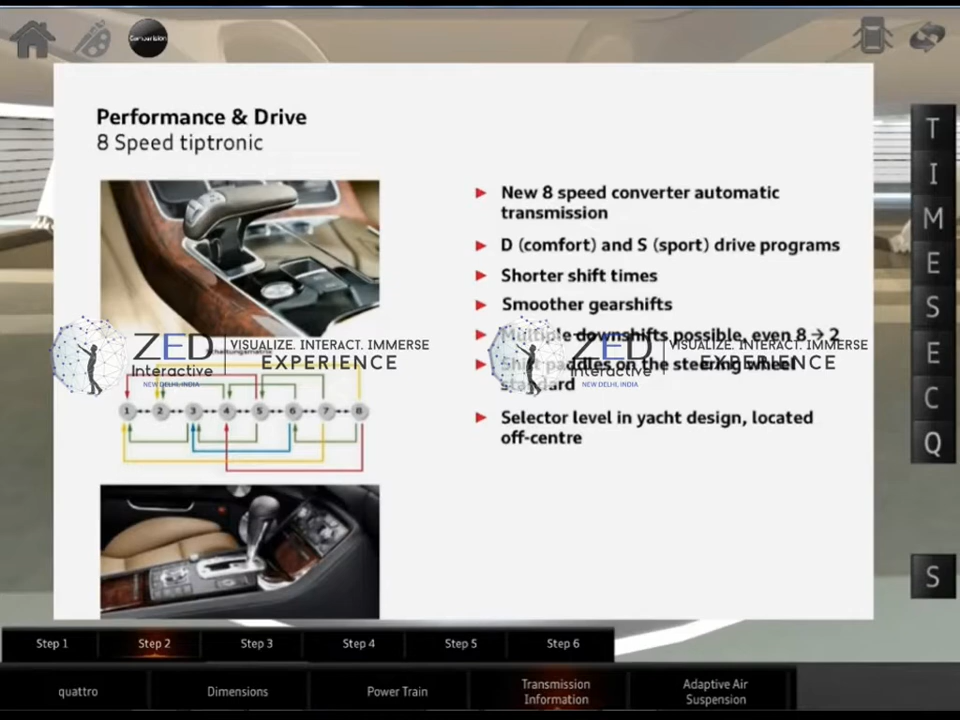 Comparision
Performance & Drive
8 Speed tiptronic
New 8 speed converter automatic
transmission
D (comfort) and S (sport) drive programs
Shorter shift times
Smoother gearshifts
Multiple downshifts possible, even 8 → 2
Shift paddles on the steering wheel
standard
Selector level in yacht design, located
off-centre
ZED
Interactive
NEW DELHI, INDIA
VISUALIZE. INTERACT. IMMERSE
EXPERIENCE
ZED
Interactive
NEW DELHI, INDIA
VISUALIZE. INTERACT. IMMERSE
EXPERIENCE
1 2 3 4 5 6 7 8
T
I
M
E
S
E
C
Q
S
Step 1 Step 2 Step 3 Step 4 Step 5 Step 6
quattro Dimensions Power Train Transmission Information Adaptive Air Suspension